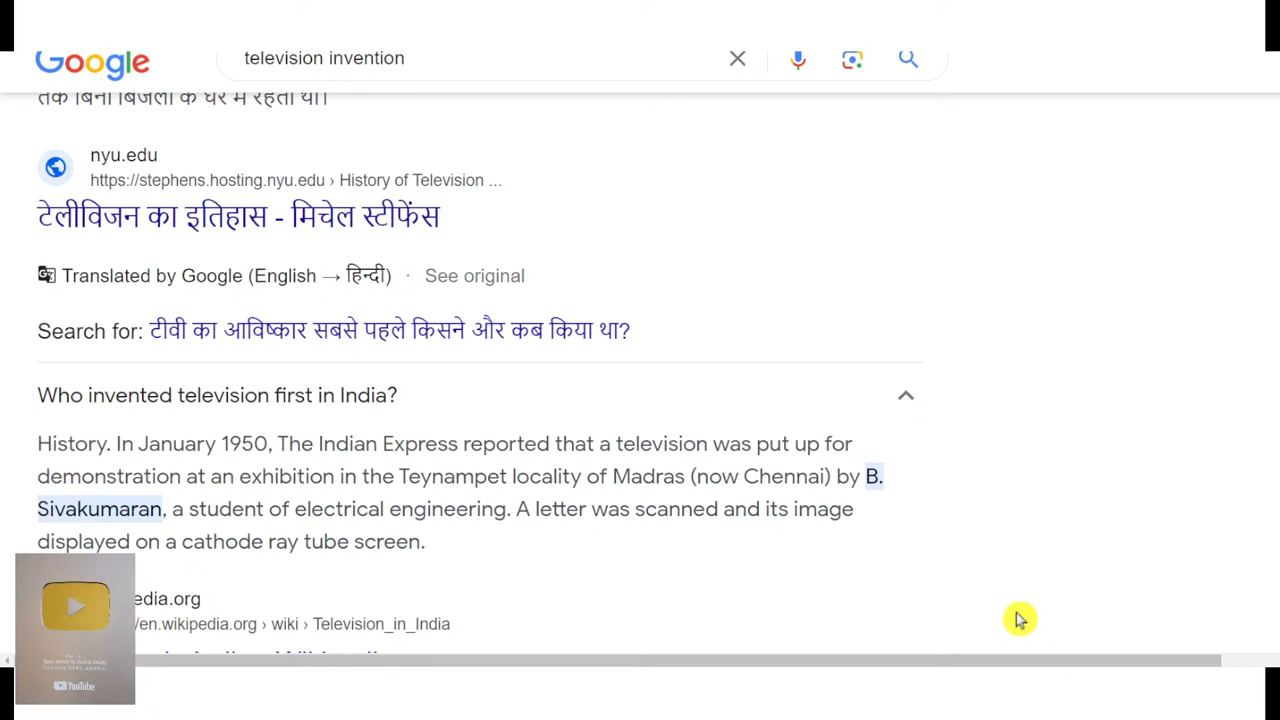 Google
television invention
तक बिना बिजली के घर में रहता था।
nyu.edu
https://stephens.hosting.nyu.edu › History of Television ...
टेलीविजन का इतिहास - मिचेल स्टीफेंस
Translated by Google (English → हिन्दी) · See original
Search for: टीवी का आविष्कार सबसे पहले किसने और कब किया था?
Who invented television first in India?
History. In January 1950, The Indian Express reported that a television was put up for
demonstration at an exhibition in the Teynampet locality of Madras (now Chennai) by B.
Sivakumaran, a student of electrical engineering. A letter was scanned and its image
displayed on a cathode ray tube screen.
edia.org
/en.wikipedia.org › wiki › Television_in_India
YouTube